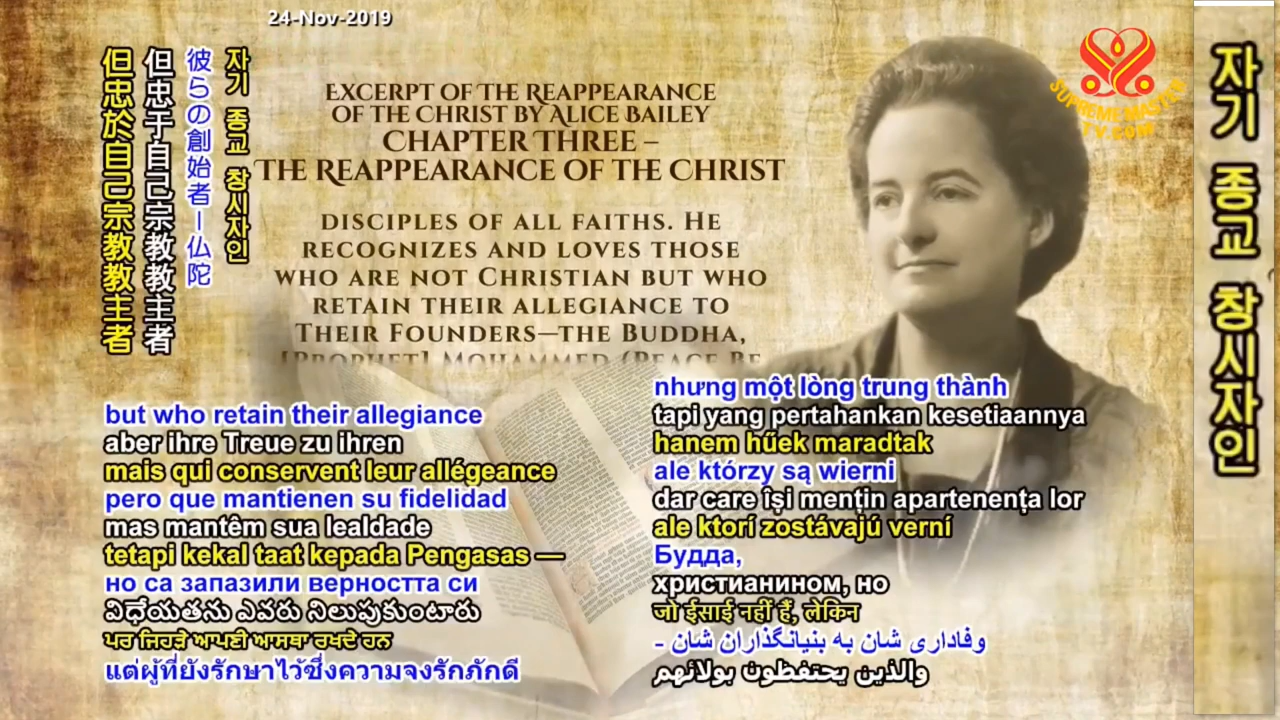 24-Nov-2019
EXCERPT OF THE REAPPEARANCE
OF THE CHRIST BY ALICE BAILEY
CHAPTER THREE –
THE REAPPEARANCE OF THE CHRIST
DISCIPLES OF ALL FAITHS. HE
RECOGNIZES AND LOVES THOSE
WHO ARE NOT CHRISTIAN BUT WHO
RETAIN THEIR ALLEGIANCE TO
THEIR FOUNDERS—THE BUDDHA,
[PROPHET] MOHAMMED (PEACE BE
SUPREME MASTER
TV.COM
자기 종교 창시자인
彼らの創始者ー仏陀
但忠于自己宗教教主者
但忠於自己宗教教主者
자기 종교 창시자인
but who retain their allegiance
aber ihre Treue zu ihren
mais qui conservent leur allégeance
pero que mantienen su fidelidad
mas mantêm sua lealdade
tetapi kekal taat kepada Pengasas —
но са запазили верността си
విధేయతను ఎవరు నిలుపుకుంటారు
ਪਰ ਜਿਹੜੇ ਆਪਣੀ ਆਸਥਾ ਰਖਦੇ ਹਨ
แต่ผู้ที่ยังรักษาไว้ซึ่งความจงรักภักดี
nhưng một lòng trung thành
tapi yang pertahankan kesetiaannya
hanem hűek maradtak
ale którzy są wierni
dar care își mențin apartenența lor
ale ktorí zostávajú verní
Будда,
христианином, но
जो ईसाई नहीं हैं, लेकिन
وفاداری شان به بنیانگذاران شان -
والذين يحتفظون بولائهم